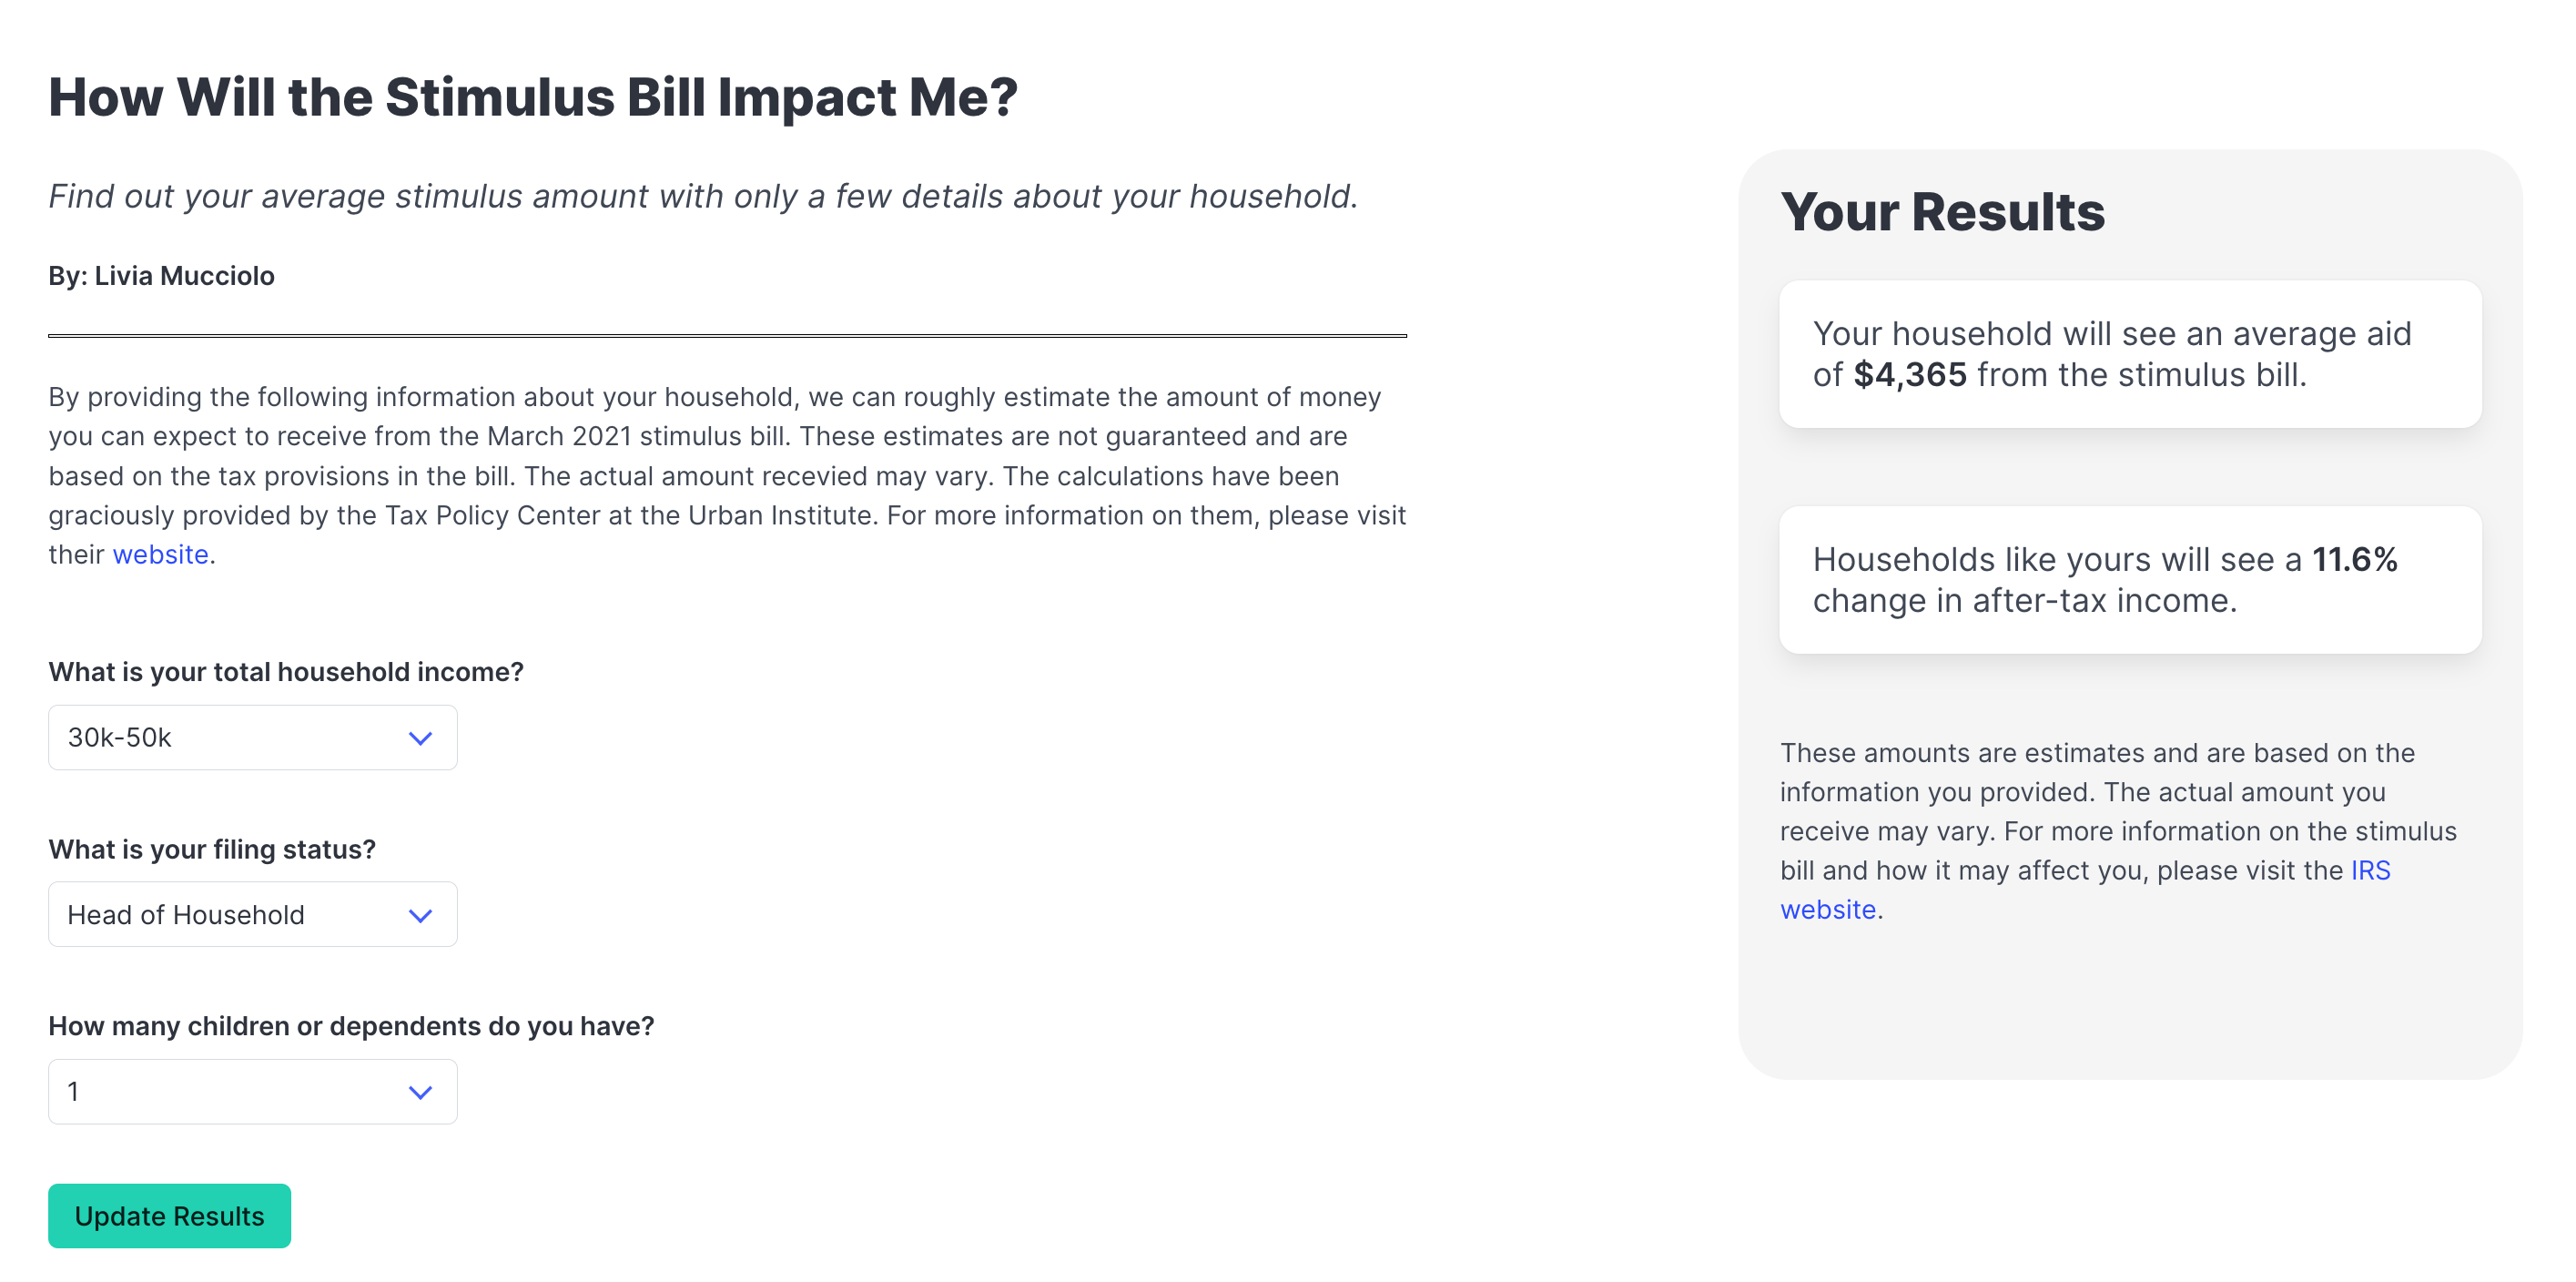 How Will the Stimulus Bill Impact Me?
Find out your average stimulus amount with only a few details about your household.
By: Livia Mucciolo
By providing the following information about your household, we can roughly estimate the amount of money
you can expect to receive from the March 2021 stimulus bill. These estimates are not guaranteed and are
based on the tax provisions in the bill. The actual amount recevied may vary. The calculations have been
graciously provided by the Tax Policy Center at the Urban Institute. For more information on them, please visit
their website.
What is your total household income?
30k-50k
What is your filing status?
Head of Household
How many children or dependents do you have?
1
Update Results
Your Results
Your household will see an average aid
of $4,365 from the stimulus bill.
Households like yours will see a 11.6%
change in after-tax income.
These amounts are estimates and are based on the
information you provided. The actual amount you
receive may vary. For more information on the stimulus
bill and how it may affect you, please visit the IRS
website.